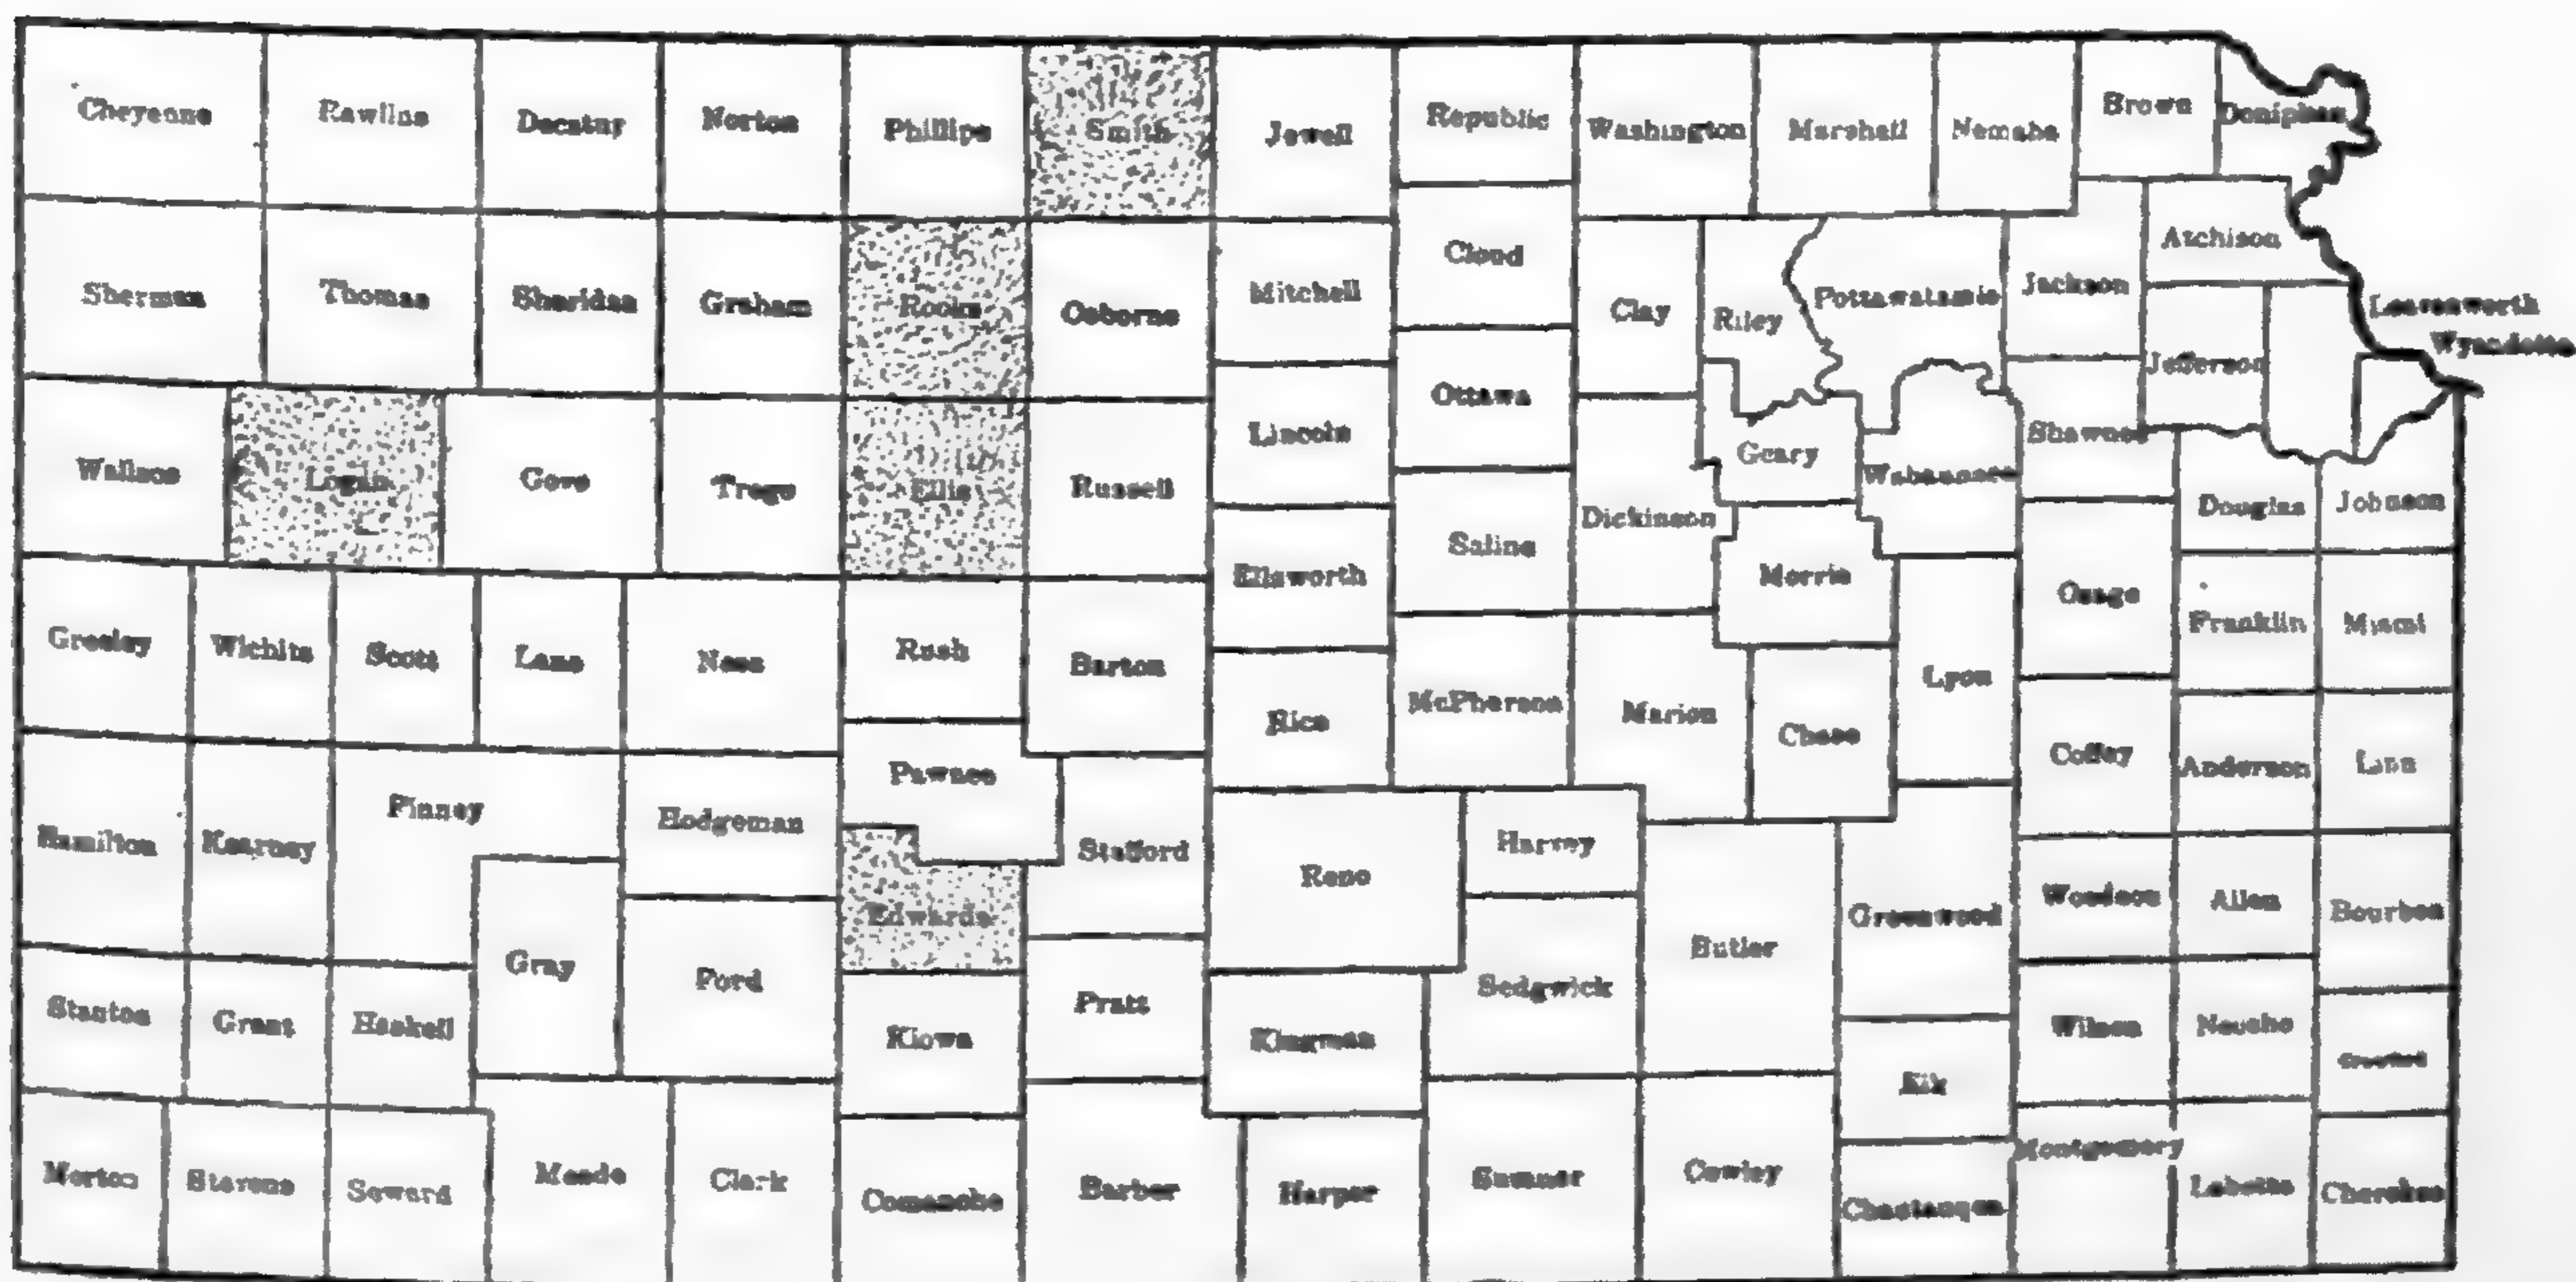 Cheyenne
Rawlins
Decatur
Norton
Phillips
Smith
Jewell
Republic
Washington
Marshall
Nemaha
Brown
Doniphan
Sherman
Thomas
Sheridan
Graham
Rooks
Osborne
Mitchell
Cloud
Clay
Riley
Pottawatamie
Jackson
Atchison
Jefferson
Leavenworth
Wyandotte
Wallace
Logan
Gove
Trego
Ellis
Russell
Lincoln
Ottawa
Saline
Dickinson
Geary
Wabaunsee
Shawnee
Douglas
Johnson
Greeley
Wichita
Scott
Lane
Ness
Rush
Barton
Ellsworth
Rice
McPherson
Marion
Morris
Chase
Lyon
Osage
Franklin
Miami
Hamilton
Kearney
Finney
Hodgeman
Pawnee
Edwards
Stafford
Reno
Harvey
Butler
Greenwood
Coffey
Anderson
Linn
Woodson
Allen
Bourbon
Stanton
Grant
Haskell
Gray
Ford
Kiowa
Pratt
Kingman
Sedgwick
Elk
Wilson
Neosho
Crawford
Morton
Stevens
Seward
Meade
Clark
Comanche
Barber
Harper
Sumner
Cowley
Chautauqua
Montgomery
Labette
Cherokee